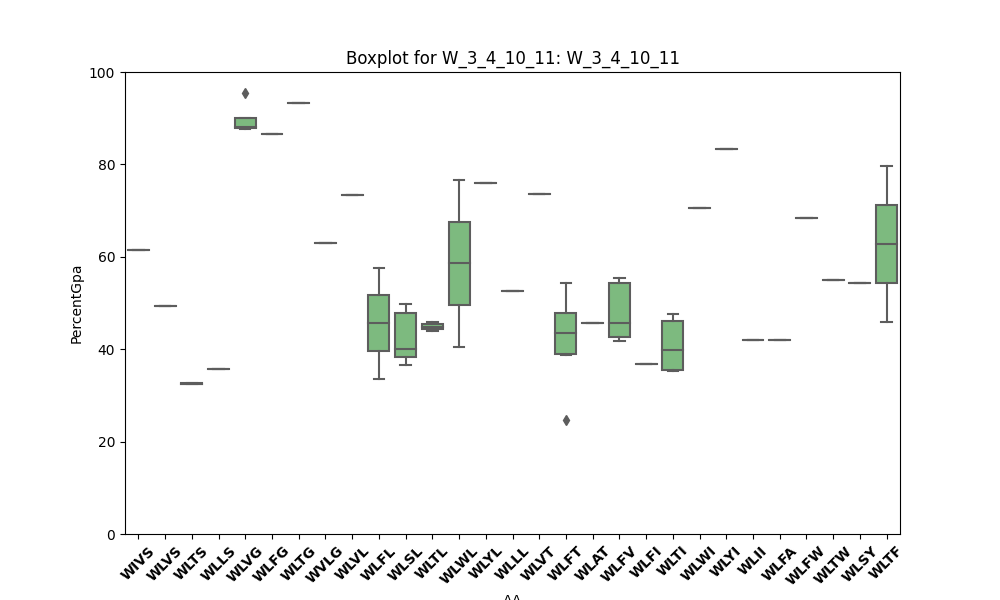 Boxplot for W_3_4_10_11: W_3_4_10_11
PercentGpa
100
80
60
40
20
0
WIVS
WLVS
WLTS
WLLS
WLVG
WLFG
WLTG
WVLG
WLVL
WLFL
WLSL
WLTL
WLWL
WLYL
WLLL
WLVT
WLFT
WLAT
WLFV
WLFI
WLTI
WLWI
WLYI
WLII
WLFA
WLFW
WLTW
WLSY
WLTF
AA